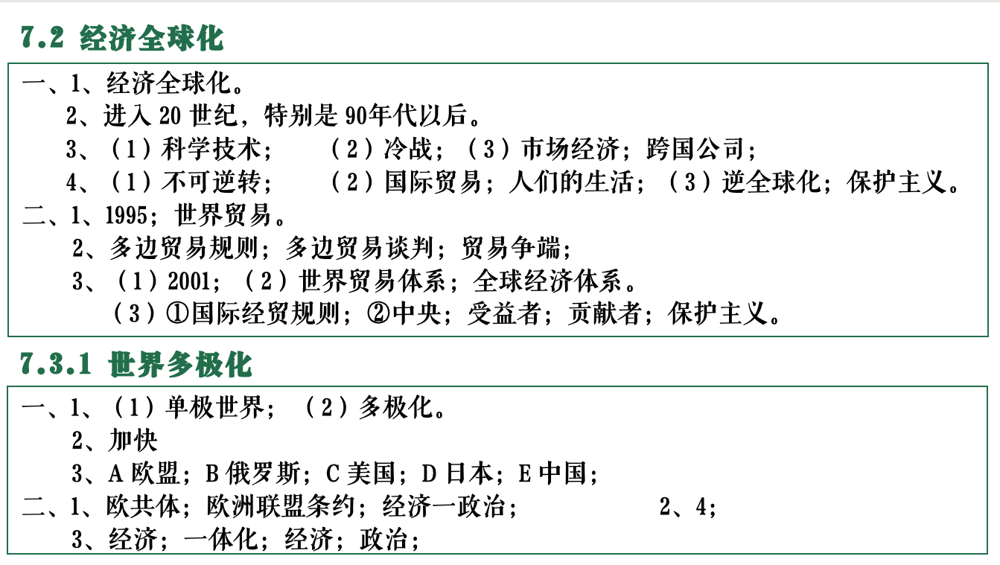 7.2 经济全球化
一、1、经济全球化。
2、进入 20 世纪，特别是 90年代以后。
3、（1）科学技术； （2）冷战；（3）市场经济；跨国公司；
4、（1）不可逆转； （2）国际贸易；人们的生活；（3）逆全球化；保护主义。
二、1、1995；世界贸易。
2、多边贸易规则；多边贸易谈判；贸易争端；
3、（1）2001；（2）世界贸易体系；全球经济体系。
（3）①国际经贸规则；②中央；受益者；贡献者；保护主义。
7.3.1 世界多极化
一、1、（1）单极世界； （2）多极化。
2、加快
3、A 欧盟；B 俄罗斯；C 美国；D 日本；E 中国；
二、1、欧共体；欧洲联盟条约；经济一政治； 2、4；
3、经济；一体化；经济；政治；